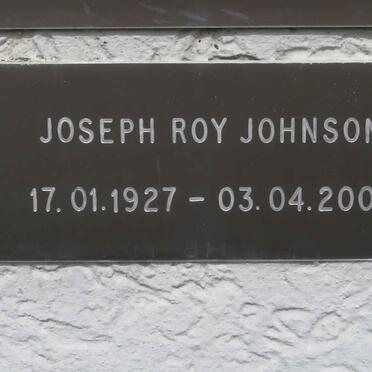 JOSEPH ROY JOHNSON
17.01.1927 - 03.04.200